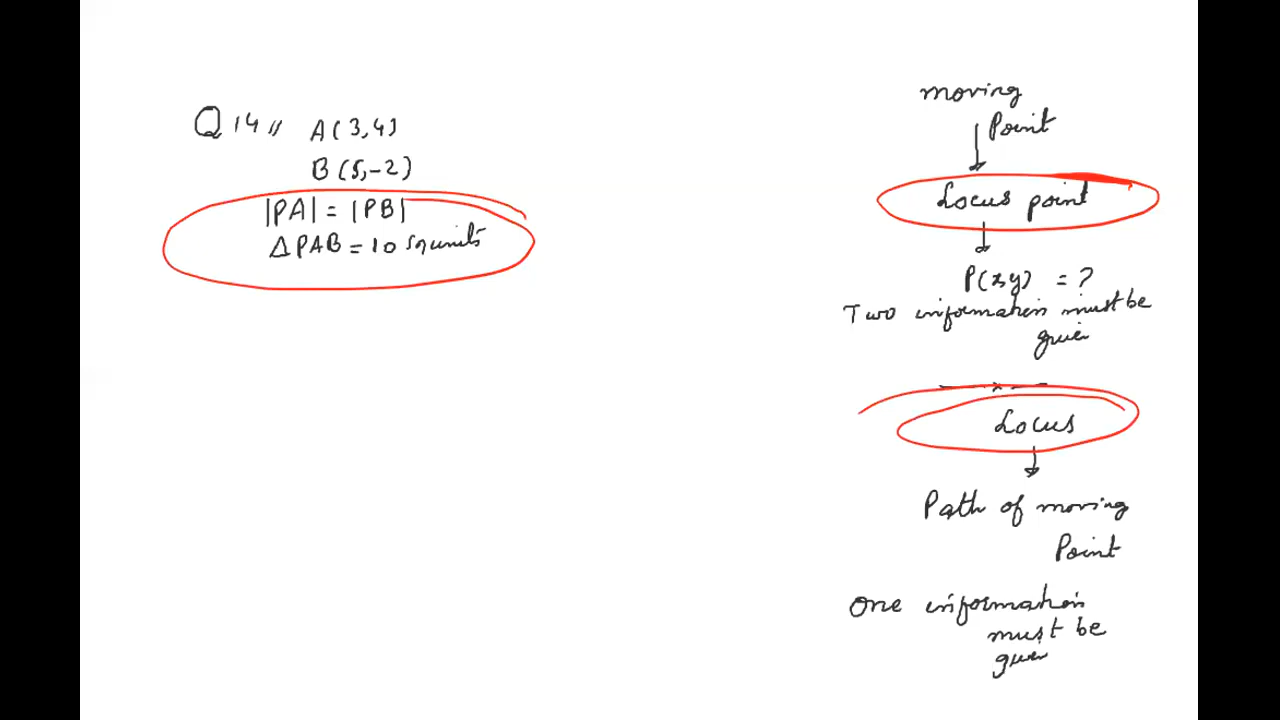 Q 14 // A(3,4)
B(5,-2)
|PA| = |PB|
Δ PAB = 10 sq units
moving
Point
Locus point
P(x,y) = ?
Two information must be
given
Locus
Path of moving
Point
One information
must be
given